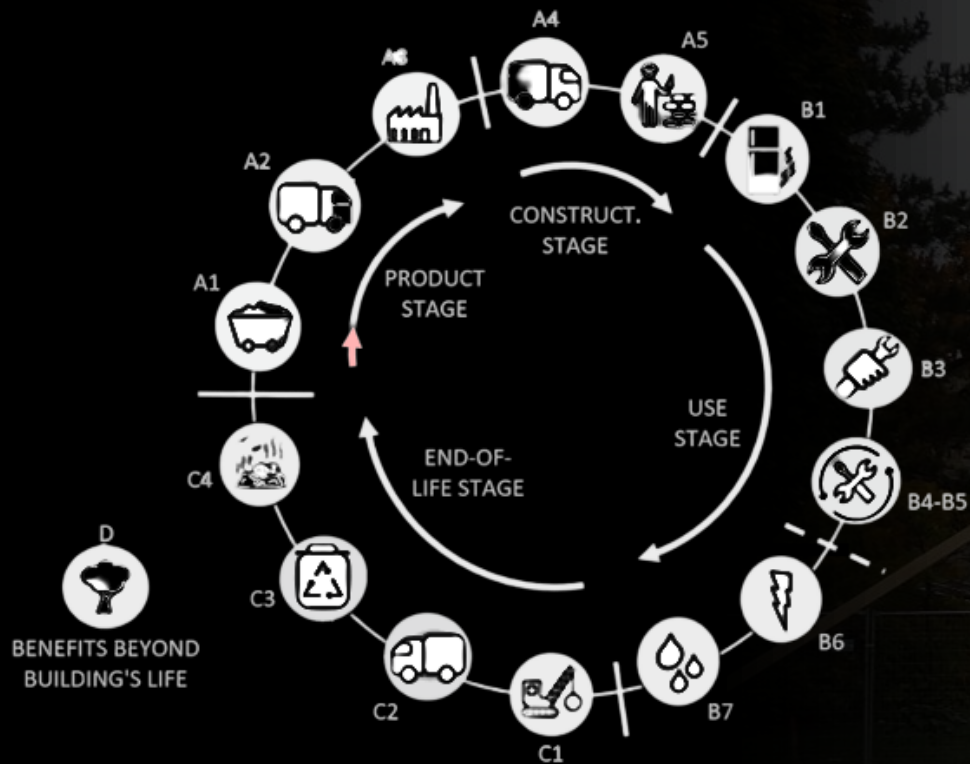 A4
A5
A3
B1
A2
B2
CONSTRUCT.
STAGE
PRODUCT
STAGE
A1
B3
USE
STAGE
END-OF-
LIFE STAGE
C4
B4-B5
D
C3
BENEFITS BEYOND
BUILDING'S LIFE
B6
C2
B7
C1